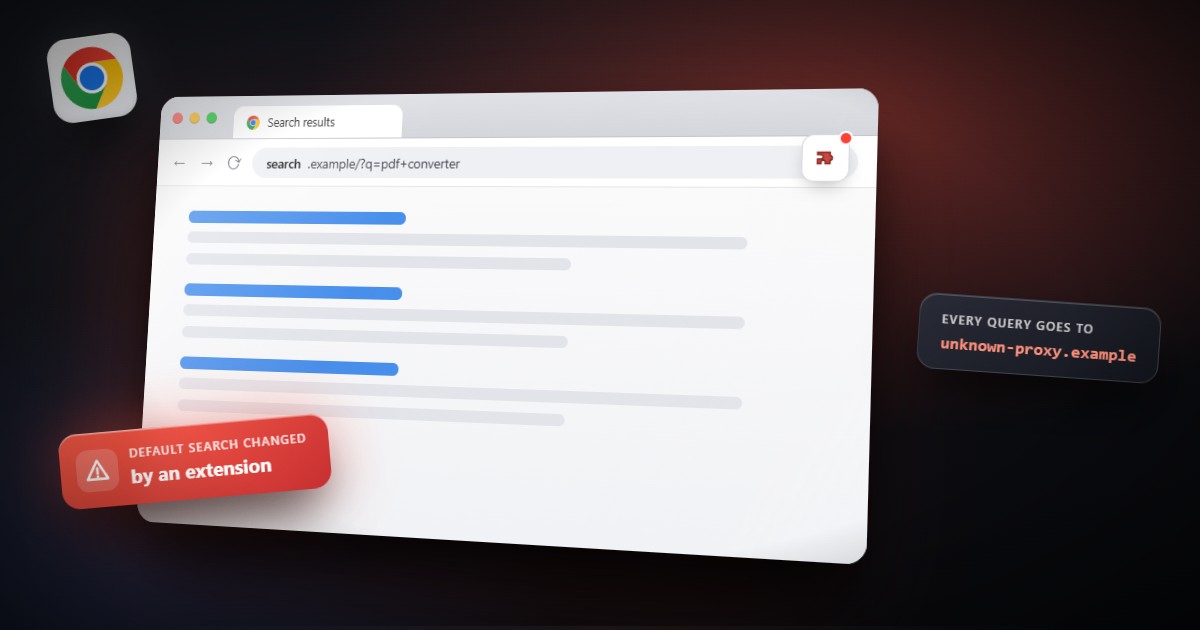 Search results
search .example/?q=pdf+converter
EVERY QUERY GOES TO
unknown-proxy.example
DEFAULT SEARCH CHANGED
by an extension